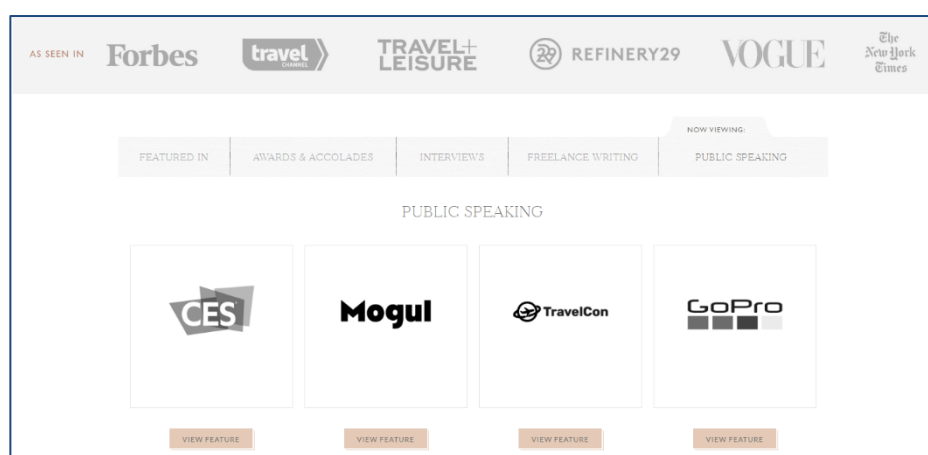 AS SEEN IN Forbes travel CHANNEL TRAVEL+ LEISURE 29 REFINERY29 VOGUE The New York Times
NOW VIEWING:
FEATURED IN AWARDS & ACCOLADES INTERVIEWS FREELANCE WRITING PUBLIC SPEAKING
PUBLIC SPEAKING
CES Mogul TravelCon GoPro
VIEW FEATURE VIEW FEATURE VIEW FEATURE VIEW FEATURE